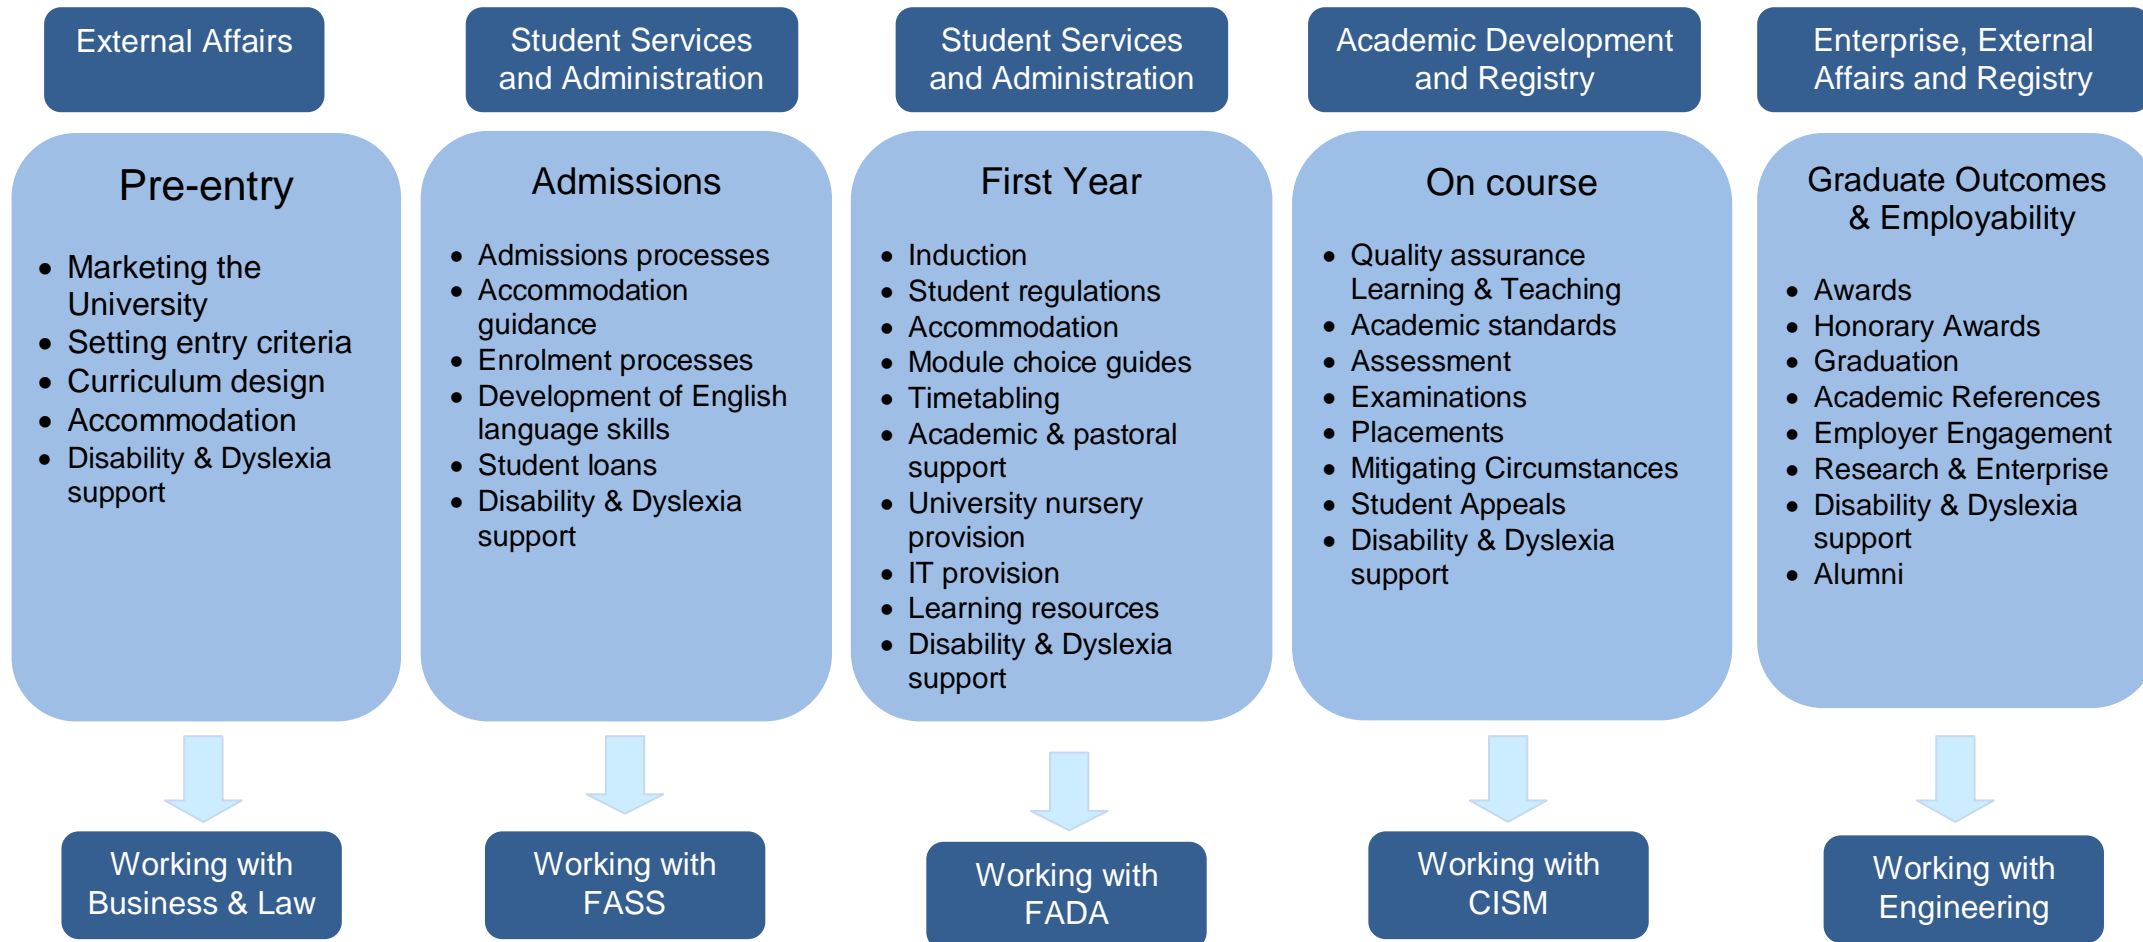 External Affairs
Student Services
and Administration
Student Services
and Administration
Academic Development
and Registry
Enterprise, External
Affairs and Registry
Pre-entry
• Marketing the
University
• Setting entry criteria
• Curriculum design
• Accommodation
• Disability & Dyslexia
support
Admissions
• Admissions processes
• Accommodation
guidance
• Enrolment processes
• Development of English
language skills
• Student loans
• Disability & Dyslexia
support
First Year
• Induction
• Student regulations
• Accommodation
• Module choice guides
• Timetabling
• Academic & pastoral
support
• University nursery
provision
• IT provision
• Learning resources
• Disability & Dyslexia
support
On course
• Quality assurance
Learning & Teaching
• Academic standards
• Assessment
• Examinations
• Placements
• Mitigating Circumstances
• Student Appeals
• Disability & Dyslexia
support
Graduate Outcomes
& Employability
• Awards
• Honorary Awards
• Graduation
• Academic References
• Employer Engagement
• Research & Enterprise
• Disability & Dyslexia
support
• Alumni
Working with
Business & Law
Working with
FASS
Working with
FADA
Working with
CISM
Working with
Engineering